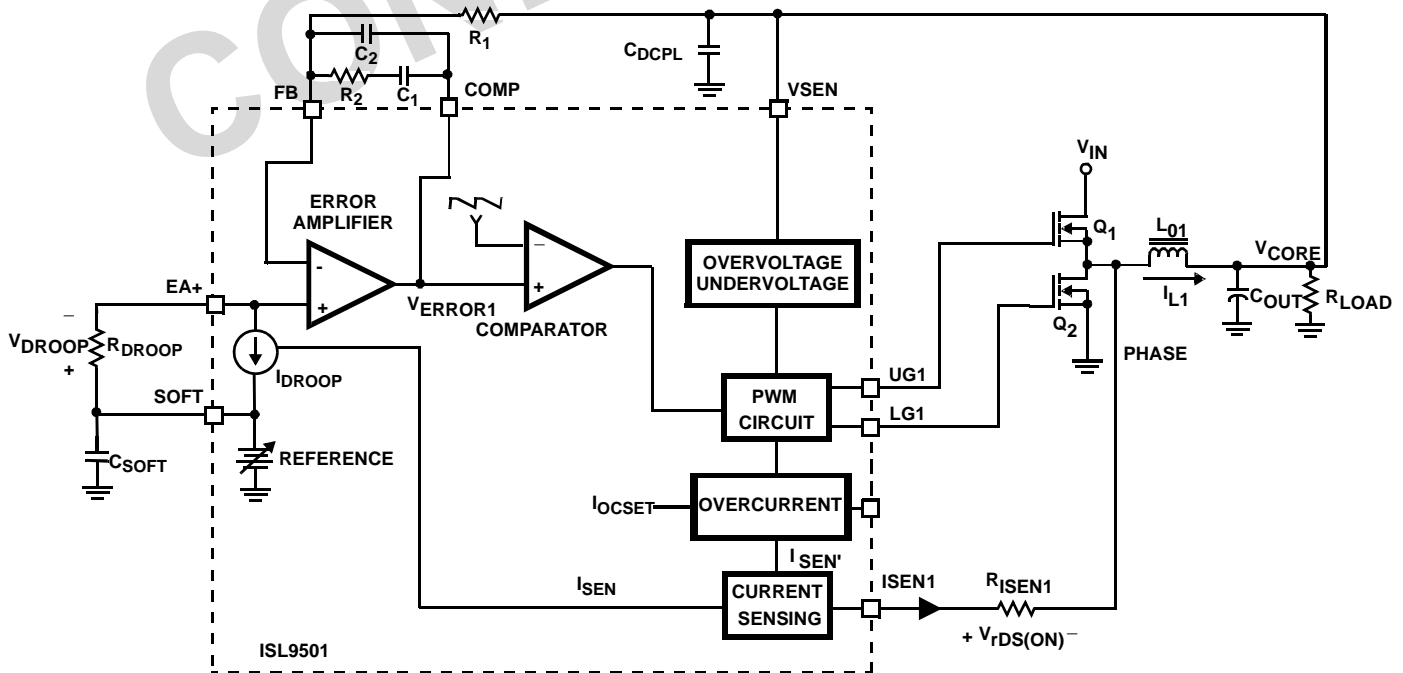 CON
R1
C2
R2
C1
CDCPL
FB
COMP
VSEN
VIN
ERROR
AMPLIFIER
-
+
EA+
VERROR1
COMPARATOR
–
+
OVERVOLTAGE
UNDERVOLTAGE
Q1
Q2
L01
IL1
VCORE
COUT
RLOAD
PHASE
–
VDROOP
+
RDROOP
IDROOP
SOFT
CSOFT
REFERENCE
PWM
CIRCUIT
UG1
LG1
IOCSET
OVERCURRENT
ISEN'
ISEN
CURRENT
SENSING
ISEN1
RISEN1
+ VrDS(ON) –
ISL9501